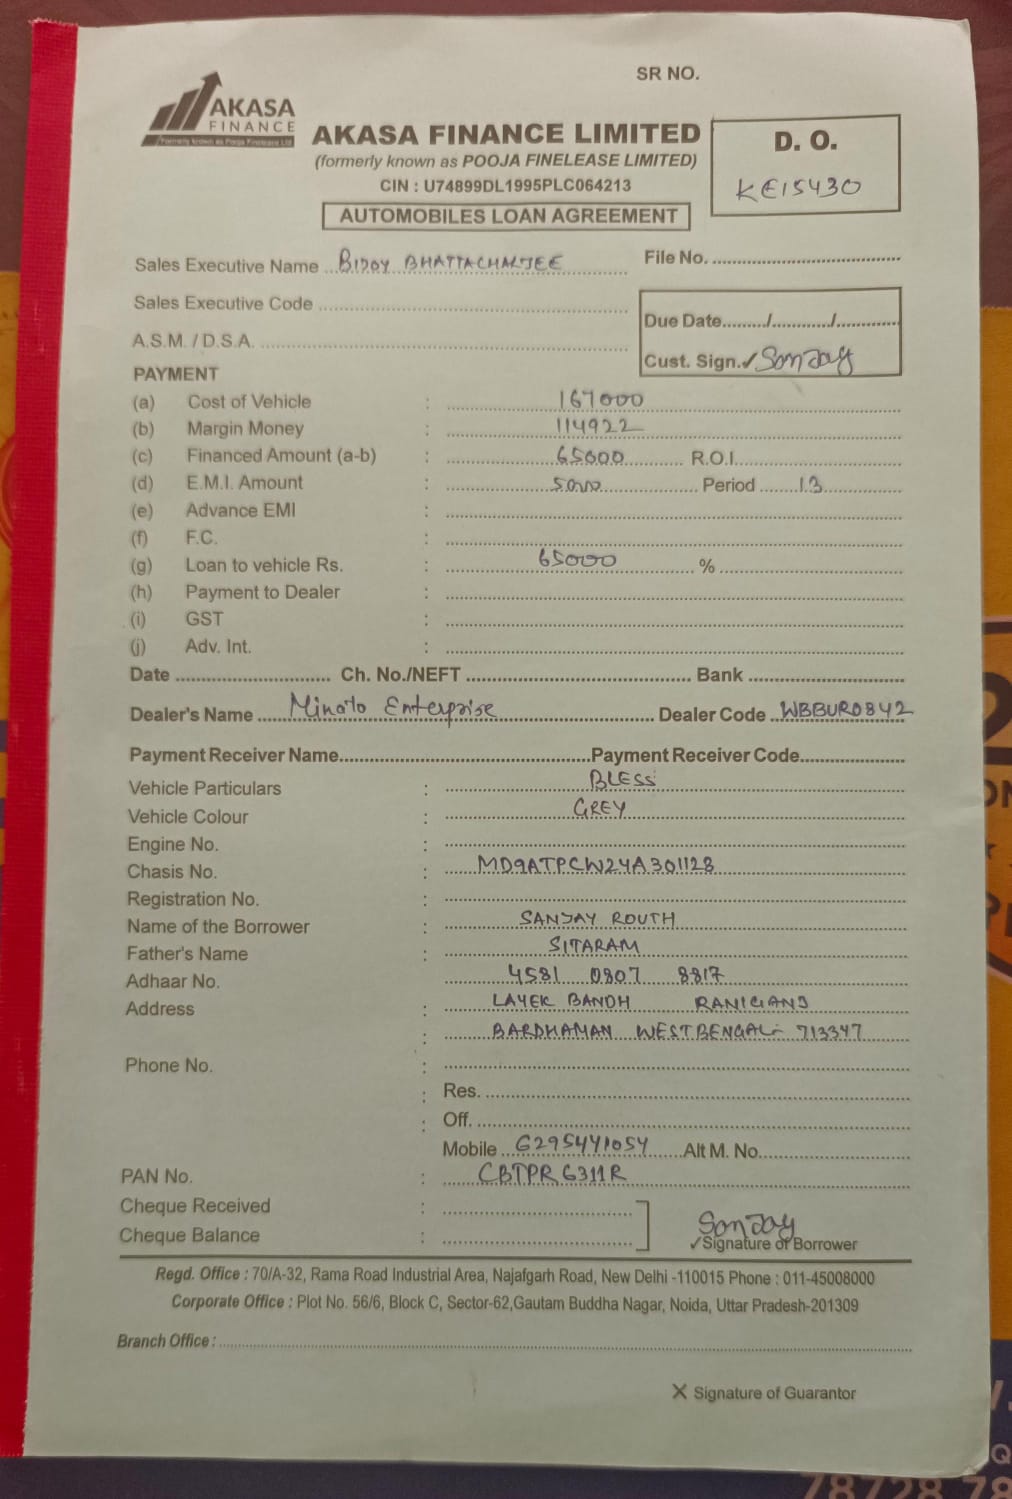 SR NO.
AKASA
FINANCE
Formerly known as Pooja Finelease Ltd
AKASA FINANCE LIMITED
(formerly known as POOJA FINELEASE LIMITED)
CIN : U74899DL1995PLC064213
AUTOMOBILES LOAN AGREEMENT
D. O.
KE15430
Sales Executive Name BIJOY BHATTACHARJEE
File No.
Sales Executive Code
Due Date ....../....../......
A.S.M. / D.S.A.
Cust. Sign. ✓ Sanjay
PAYMENT
(a) Cost of Vehicle : 167000
(b) Margin Money : 114922
(c) Financed Amount (a-b) : 65000 R.O.I.
(d) E.M.I. Amount : 5000 Period 13
(e) Advance EMI :
(f) F.C. :
(g) Loan to vehicle Rs. : 65000 %
(h) Payment to Dealer :
(i) GST :
(j) Adv. Int. :
Date Ch. No./NEFT Bank
Dealer's Name Minato Enterprise Dealer Code WBBUR0842
Payment Receiver Name Payment Receiver Code
Vehicle Particulars : BLESS
Vehicle Colour : GREY
Engine No. :
Chasis No. : MD9ATPCW24A301128
Registration No. :
Name of the Borrower : SANJAY ROUTH
Father's Name : SITARAM
Adhaar No. 4581 0807 8817
Address : LAYEK BANDH RANIGANJ
: BARDHAMAN WEST BENGAL - 713347
Phone No. :
: Res.
: Off.
Mobile 6295441054 Alt M. No.
PAN No. : CBTPR6311R
Cheque Received :
Cheque Balance :
Sanjay
✓Signature of Borrower
Regd. Office : 70/A-32, Rama Road Industrial Area, Najafgarh Road, New Delhi -110015 Phone : 011-45008000
Corporate Office : Plot No. 56/6, Block C, Sector-62,Gautam Buddha Nagar, Noida, Uttar Pradesh-201309
Branch Office :
X Signature of Guarantor
78728 78